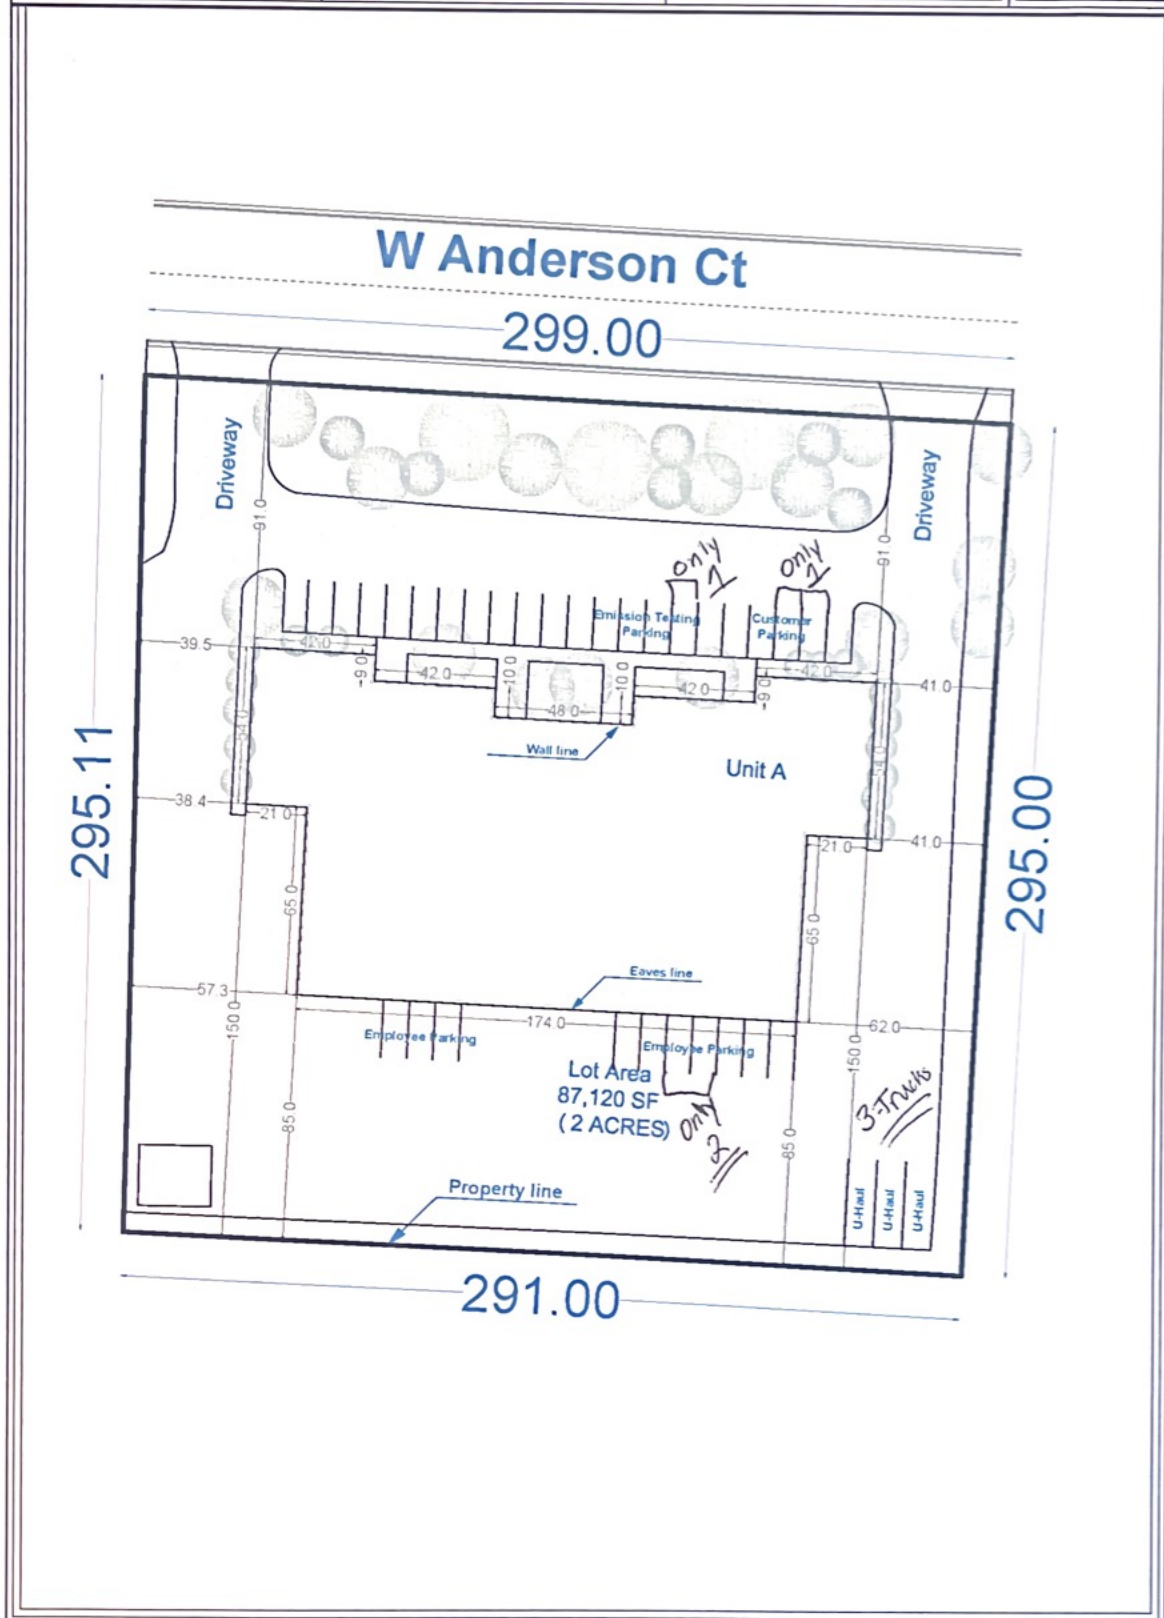 W Anderson Ct
299.00
Driveway
Driveway
91.0
91.0
only
1
only
1
Emission Testing
Parking
Customer
Parking
39.5
42.0
9.0
42.0
10.0
48.0
10.0
42.0
9.0
42.0
41.0
Wall line
Unit A
54.0
54.0
295.11
295.00
38.4
21.0
21.0
41.0
65.0
65.0
Eaves line
57.3
174.0
62.0
150.0
150.0
Employee Parking
Employee Parking
Lot Area
87,120 SF
( 2 ACRES)
only
2
3-Trucks
85.0
85.0
U-Haul
U-Haul
U-Haul
Property line
291.00